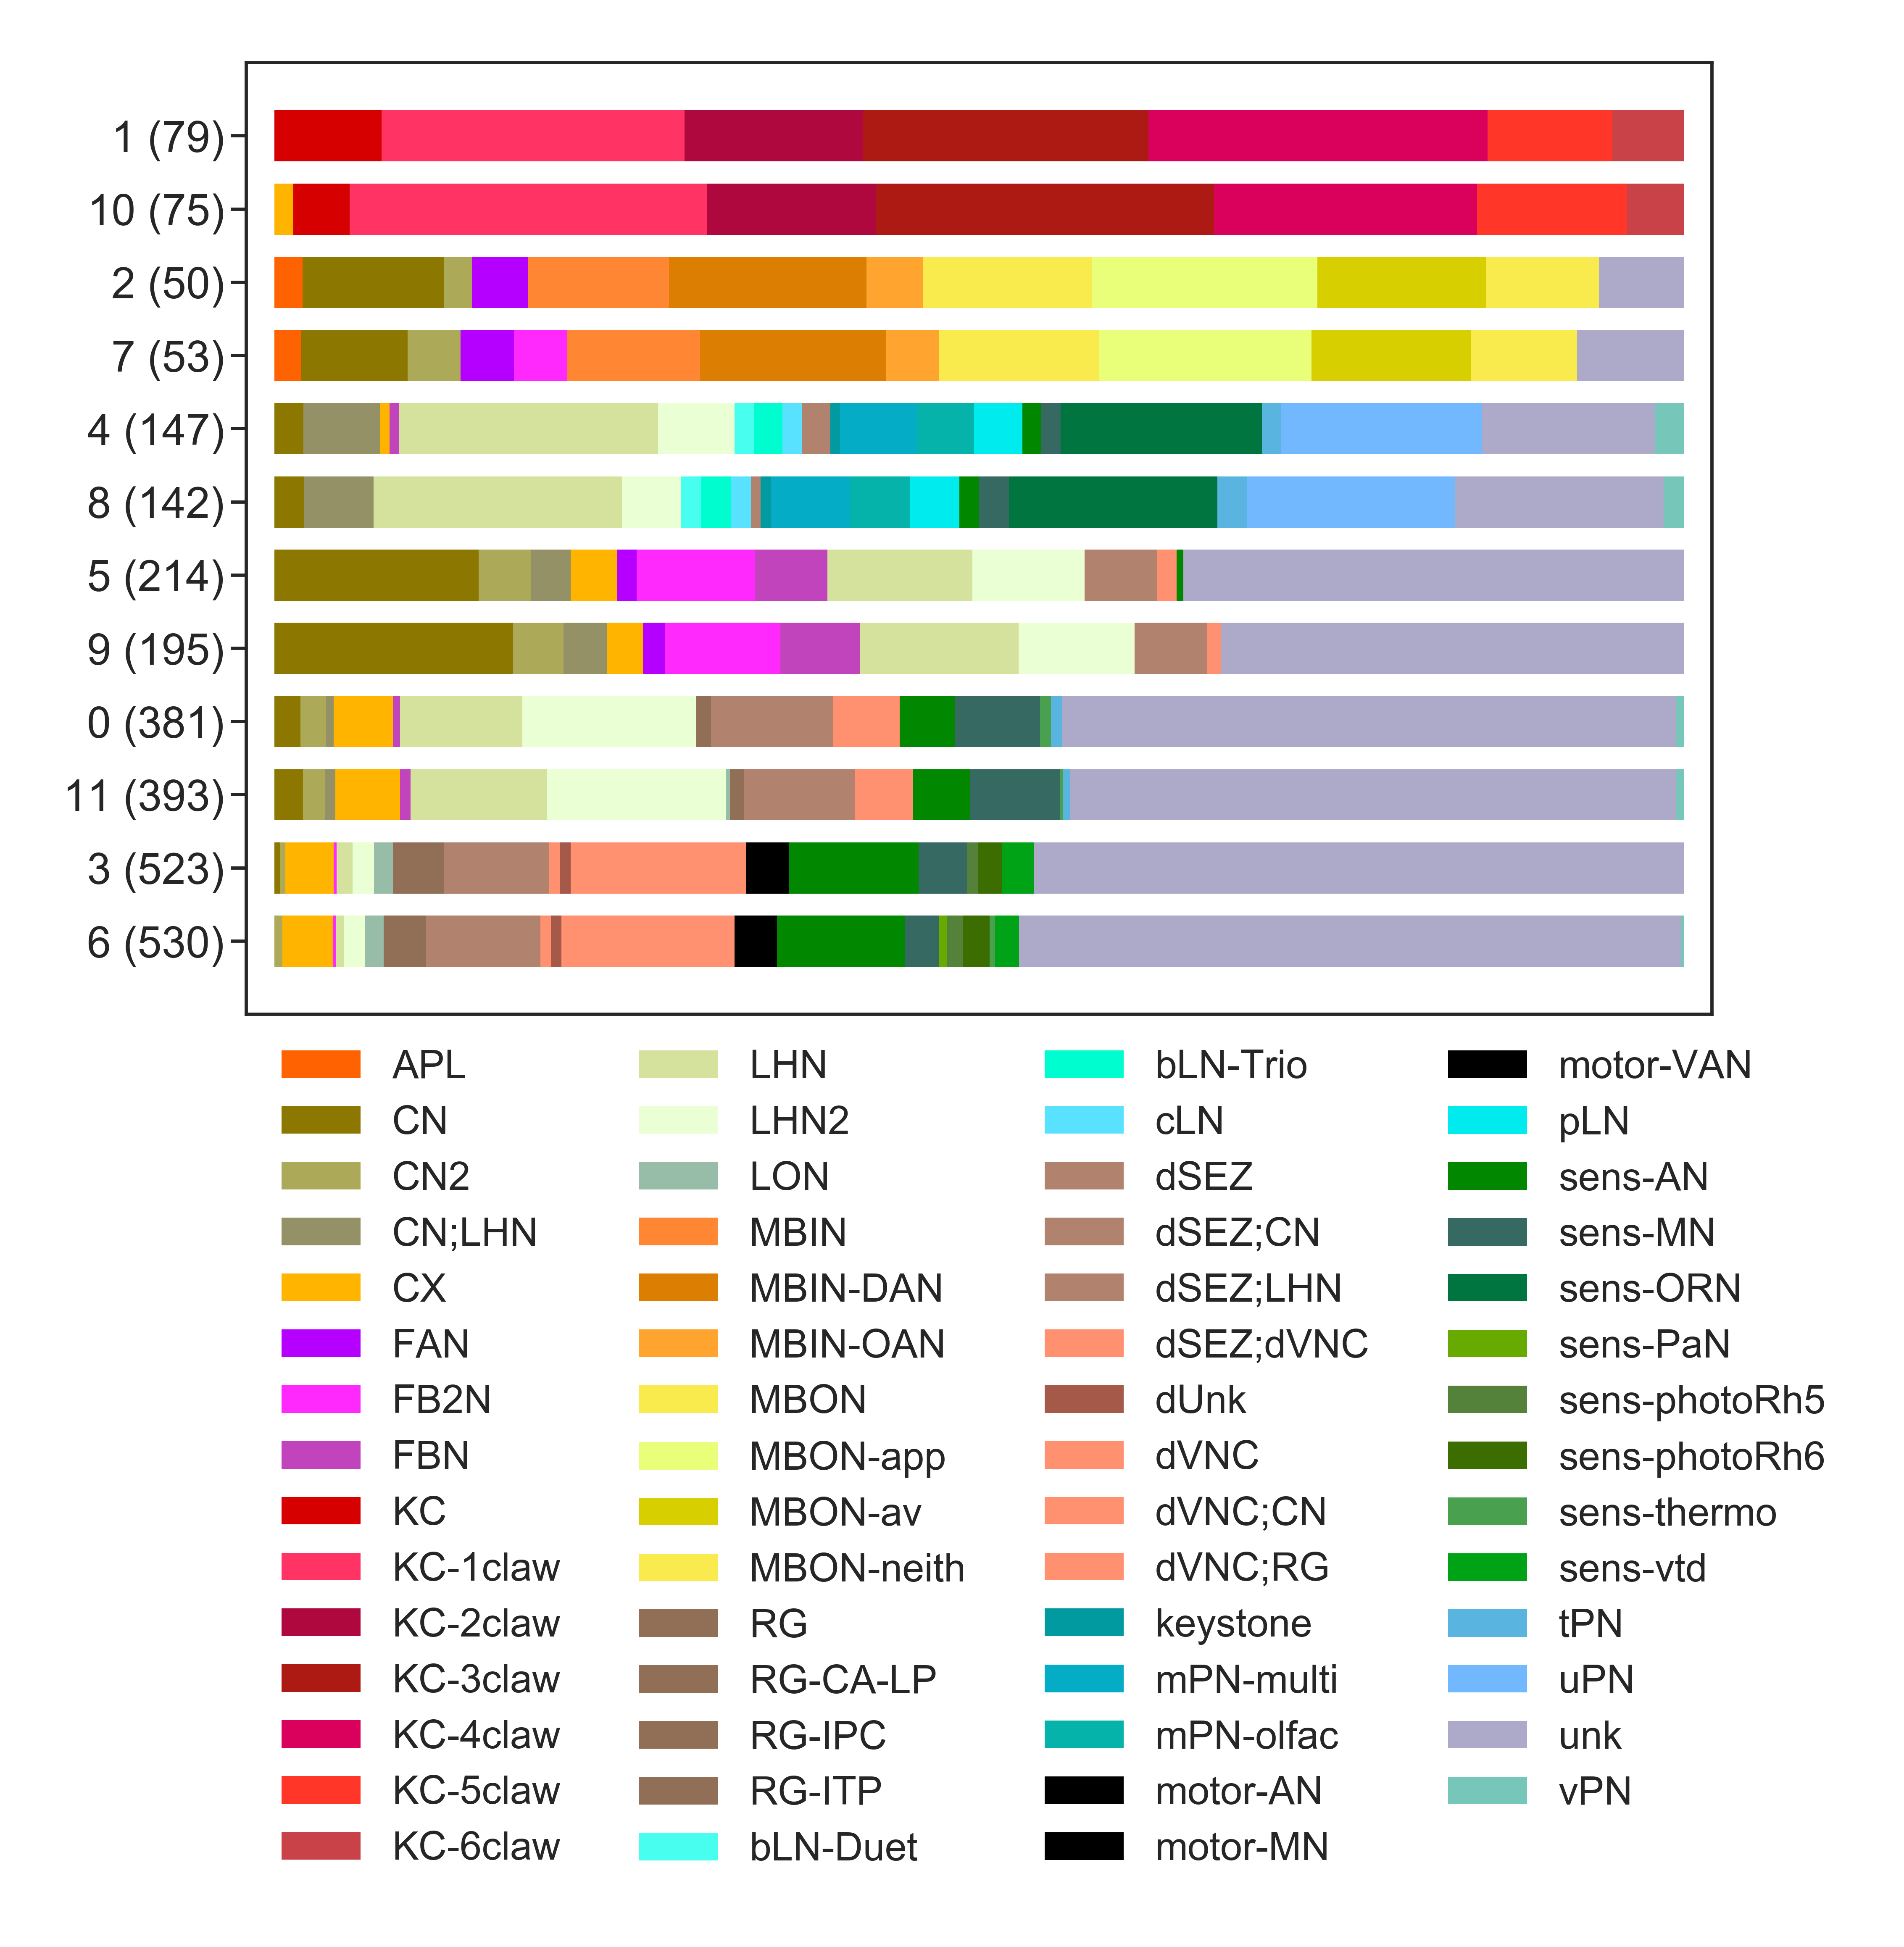 1 (79)
10 (75)
2 (50)
7 (53)
4 (147)
8 (142)
5 (214)
9 (195)
0 (381)
11 (393)
3 (523)
6 (530)
APL
CN
CN2
CN;LHN
CX
FAN
FB2N
FBN
KC
KC-1claw
KC-2claw
KC-3claw
KC-4claw
KC-5claw
KC-6claw
LHN
LHN2
LON
MBIN
MBIN-DAN
MBIN-OAN
MBON
MBON-app
MBON-av
MBON-neith
RG
RG-CA-LP
RG-IPC
RG-ITP
bLN-Duet
bLN-Trio
cLN
dSEZ
dSEZ;CN
dSEZ;LHN
dSEZ;dVNC
dUnk
dVNC
dVNC;CN
dVNC;RG
keystone
mPN-multi
mPN-olfac
motor-AN
motor-MN
motor-VAN
pLN
sens-AN
sens-MN
sens-ORN
sens-PaN
sens-photoRh5
sens-photoRh6
sens-thermo
sens-vtd
tPN
uPN
unk
vPN